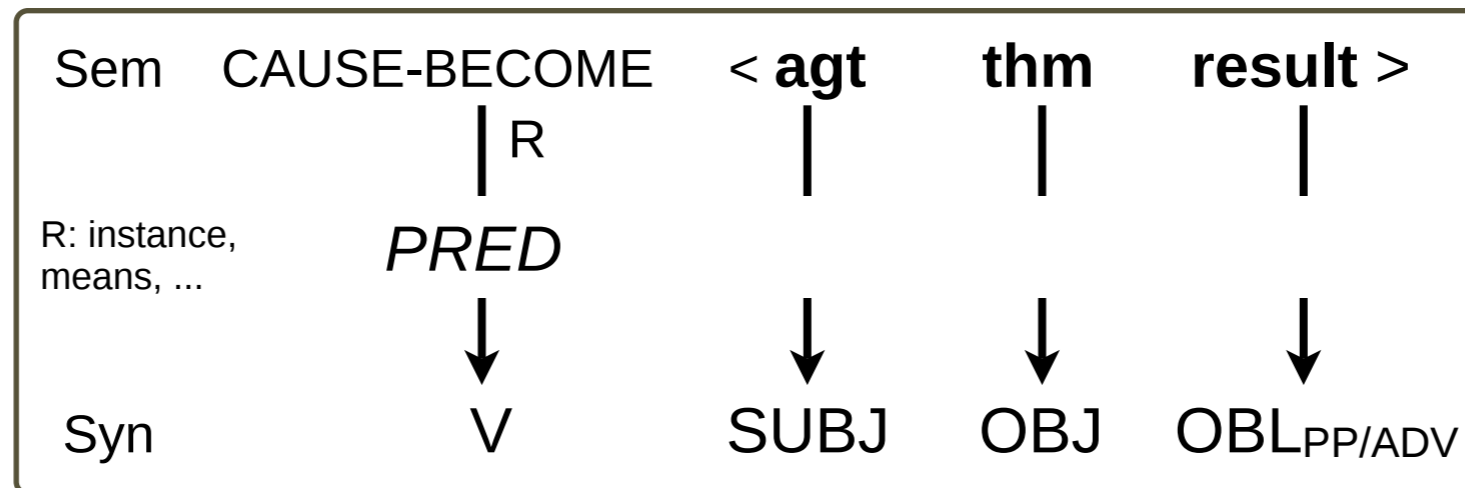 Sem CAUSE-BECOME < agt thm result >
R
R: instance,
means, ...
PRED
Syn V SUBJ OBJ OBLPP/ADV